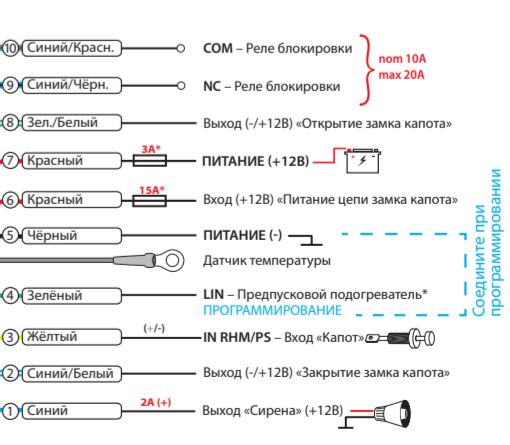 10 Синий/Красн. COM – Реле блокировки
nom 10A
max 20A
9 Синий/Чёрн. NC – Реле блокировки
8 Зел./Белый Выход (-/+12В) «Открытие замка капота»
7 Красный 3А* ПИТАНИЕ (+12В)
6 Красный 15А* Вход (+12В) «Питание цепи замка капота»
5 Чёрный ПИТАНИЕ (-)
Датчик температуры
Соедините при
программировании
4 Зелёный LIN – Предпусковой подогреватель*
ПРОГРАММИРОВАНИЕ
3 Жёлтый (+/-) IN RHM/PS – Вход «Капот»
2 Синий/Белый Выход (-/+12В) «Закрытие замка капота»
1 Синий 2А (+) Выход «Сирена» (+12В)